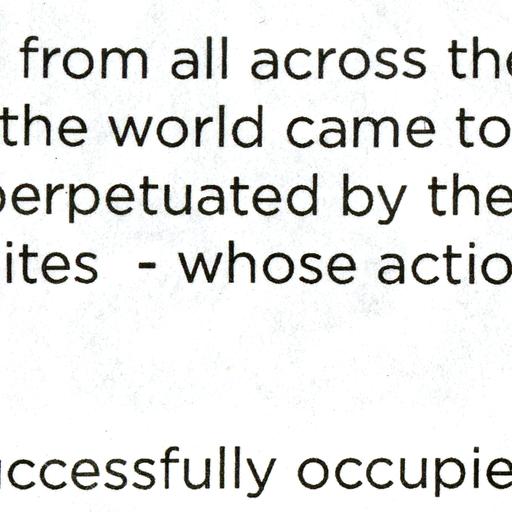 from all across the
the world came to
perpetuated by the
ites - whose actio
uccessfully occupie